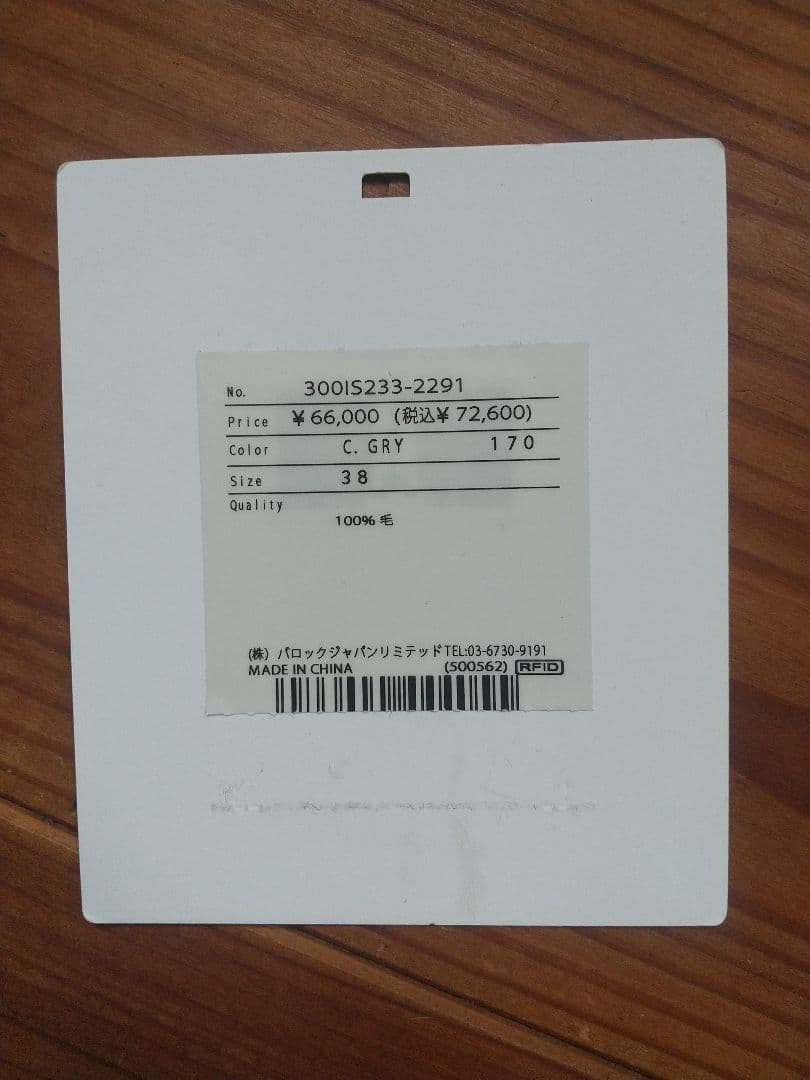 No. 300IS233-2291
Price ¥ 66,000 (税込¥ 72,600)
Color C. GRY 170
Size 38
Quality
100% 毛
(株) バロックジャパンリミテッド TEL:03-6730-9191
MADE IN CHINA (500562) RFID